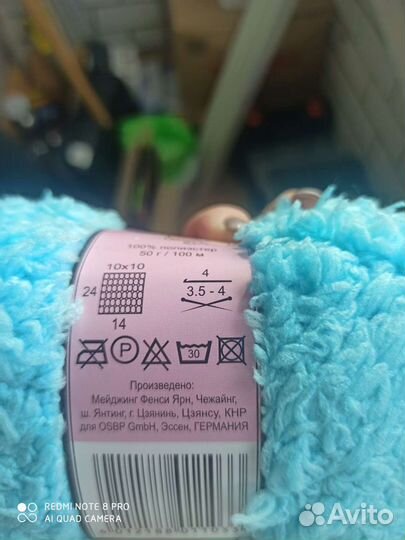 100% полиэстер
50 г / 100 м
10x10
24
14
4
3.5 - 4
P
30
Произведено:
Мейджинг Фенси Ярн, Чежайнг,
ш. Янтинг, г. Цзянинь, Цзянсу, КНР
для OSBP GmbH, Эссен, ГЕРМАНИЯ
REDMI NOTE 8 PRO
AI QUAD CAMERA
Avito